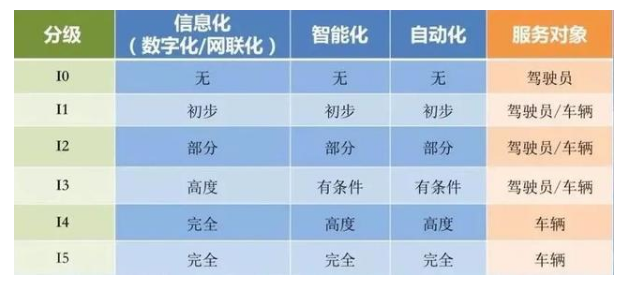 分级 信息化 (数字化/网联化) 智能化 自动化 服务对象
I0 无 无 无 驾驶员
I1 初步 初步 初步 驾驶员/车辆
I2 部分 部分 部分 驾驶员/车辆
I3 高度 有条件 有条件 驾驶员/车辆
I4 完全 高度 高度 车辆
I5 完全 完全 完全 车辆